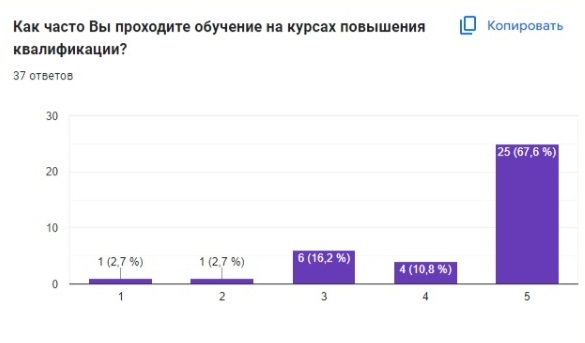 Как часто Вы проходите обучение на курсах повышения
квалификации?
Копировать
37 ответов
30
20
10
0
1 (2,7 %)
1 (2,7 %)
6 (16,2 %)
4 (10,8 %)
25 (67,6 %)
1
2
3
4
5